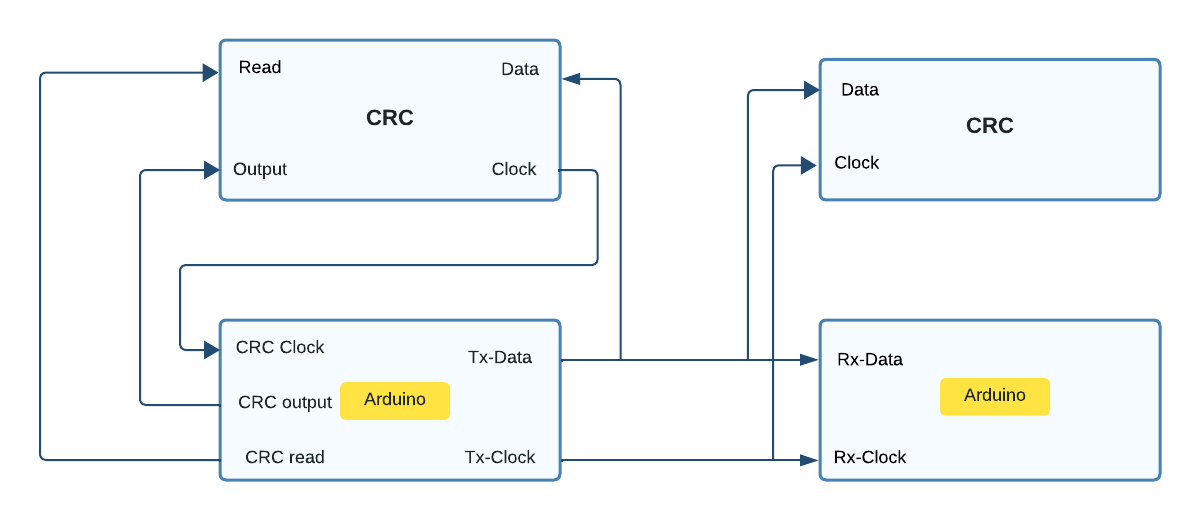 Read
Data
CRC
Output
Clock
Data
CRC
Clock
CRC Clock
Tx-Data
CRC output
Arduino
CRC read
Tx-Clock
Rx-Data
Arduino
Rx-Clock